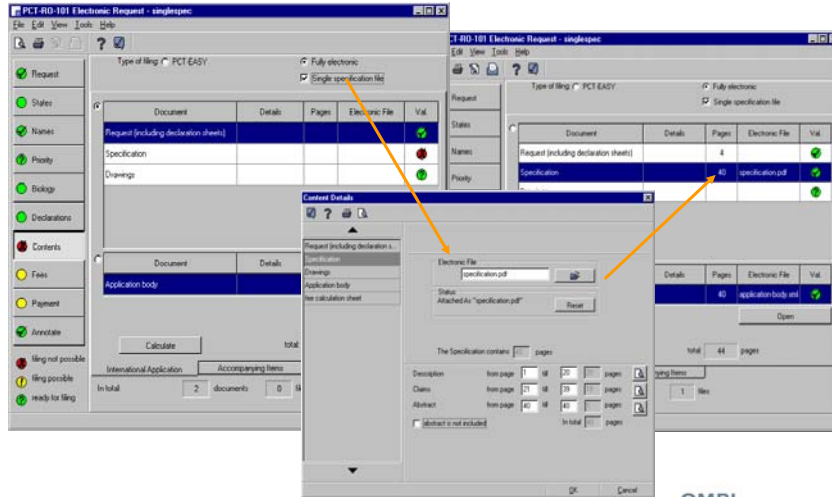 PCT-RO-101 Electronic Request - singlespec
File Edit View Tools Help
Type of filing: PCT-EASY
Fully electronic
Single specification file
Request
States
Names
Priority
Biology
Declarations
Contents
Fees
Payment
Annotate
filing not possible
filing possible
ready for filing
Document Details Pages Electronic File Val.
Request (including declaration sheets)
Specification
Drawings
Document Details
Application body
Calculate total
International Application Accompanying Items
In total 2 documents 0
CT-RO-101 Electronic Request - singlespec
Edit View Tools Help
Type of filing: PCT-EASY
Fully electronic
Single specification file
Request
States
Names
Priority
Document Details Pages Electronic File Val.
Request (including declaration sheets) 4
Specification 40 specification.pdf
Details Pages Electronic File Val.
40 application-body.xml
Open
total 44 pages
ying Items
1 files
Content Details
Request (including declaration s...
Specification
Drawings
Application body
fee calculation sheet
Electronic File
specification.pdf
Status
Attached As "specification.pdf"
Reset
The Specification contains pages
Description from page 1 till 20 pages
Claims from page 21 till 39 pages
Abstract from page 40 till 40 pages
abstract is not included
In total pages
OK Cancel